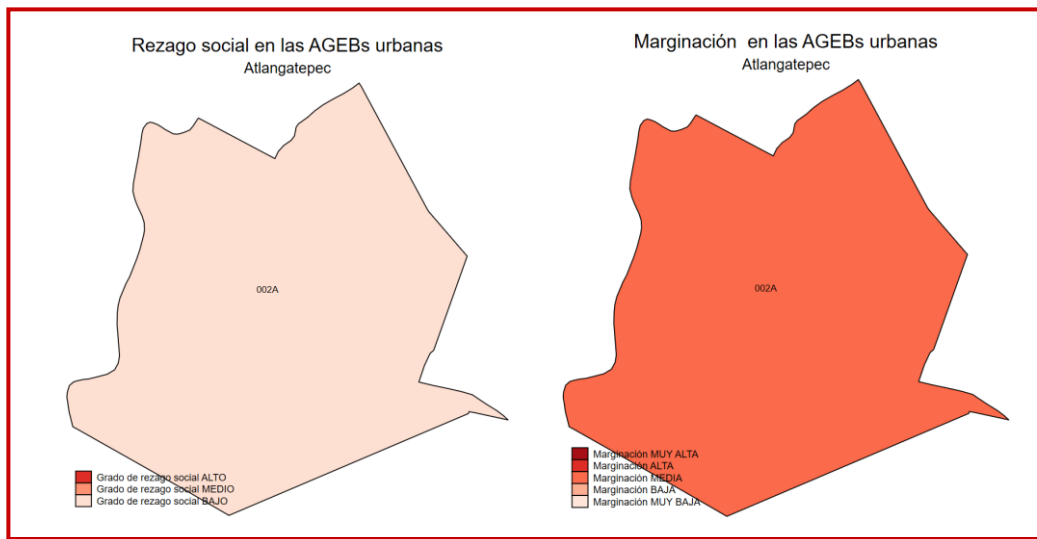 Rezago social en las AGEBs urbanas
Atlangatepec
002A
Grado de rezago social ALTO
Grado de rezago social MEDIO
Grado de rezago social BAJO
Marginación en las AGEBs urbanas
Atlangatepec
002A
Marginación MUY ALTA
Marginación ALTA
Marginación MEDIA
Marginación BAJA
Marginación MUY BAJA